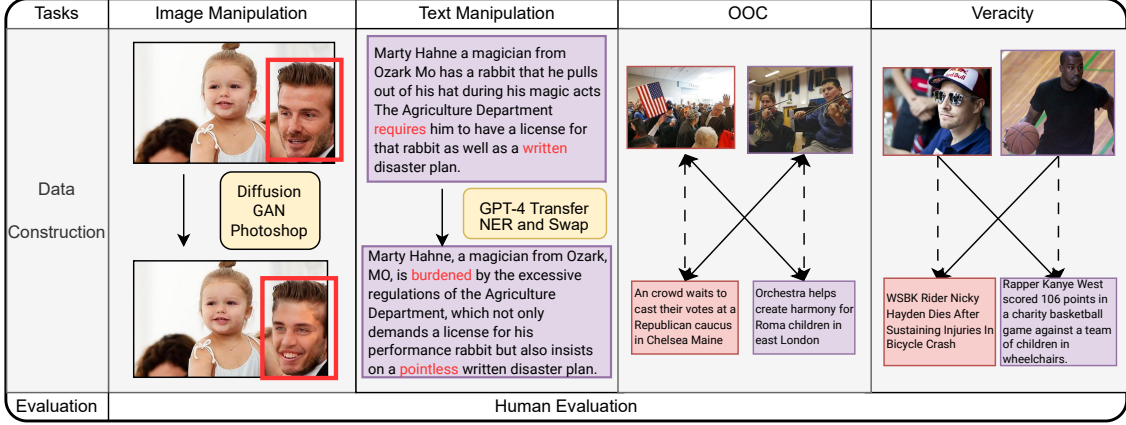 Tasks
Image Manipulation
Text Manipulation
OOC
Veracity
Data
Construction
Diffusion
GAN
Photoshop
Marty Hahne a magician from
Ozark Mo has a rabbit that he pulls
out of his hat during his magic acts
The Agriculture Department
requires him to have a license for
that rabbit as well as a written
disaster plan.
GPT-4 Transfer
NER and Swap
Marty Hahne, a magician from Ozark,
MO, is burdened by the excessive
regulations of the Agriculture
Department, which not only
demands a license for his
performance rabbit but also insists
on a pointless written disaster plan.
An crowd waits to
cast their votes at a
Republican caucus
in Chelsea Maine
Orchestra helps
create harmony for
Roma children in
east London
Red Bull
WSBK Rider Nicky
Hayden Dies After
Sustaining Injuries In
Bicycle Crash
Rapper Kanye West
scored 106 points in
a charity basketball
game against a team
of children in
wheelchairs.
Evaluation
Human Evaluation